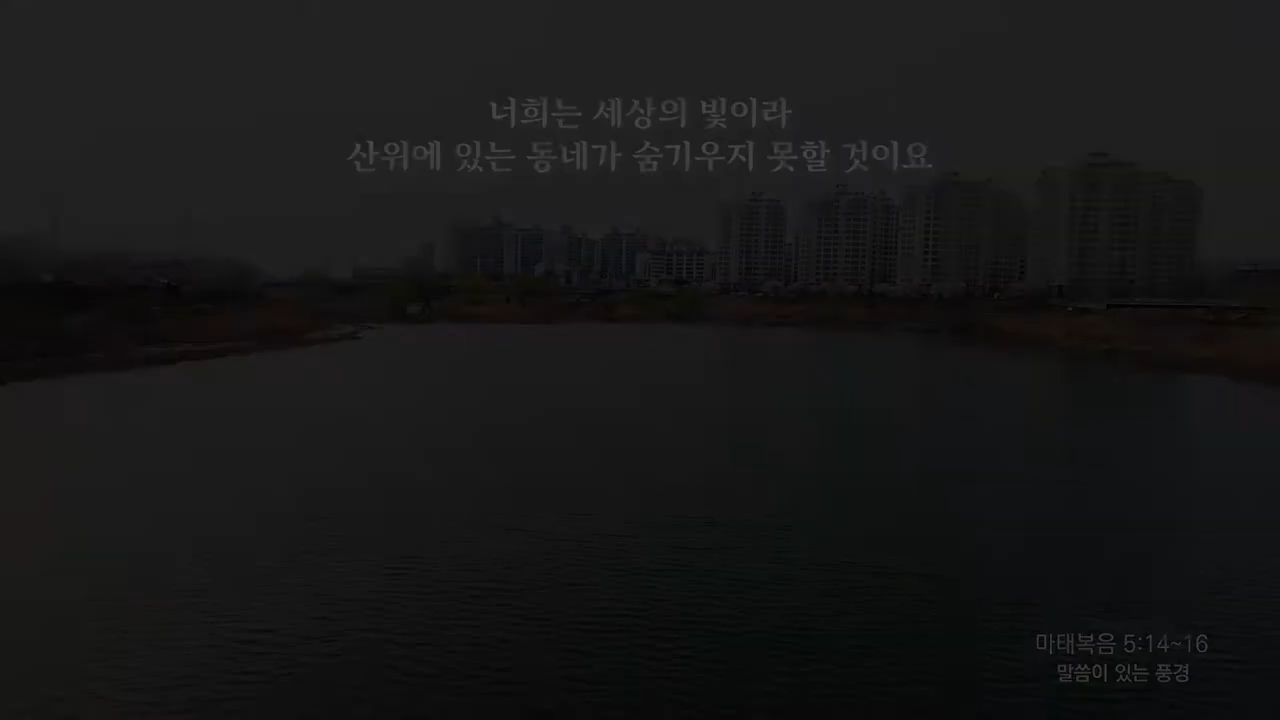 너희는 세상의 빛이라
산위에 있는 동네가 숨기우지 못할 것이요
마태복음 5:14~16
말씀이 있는 풍경